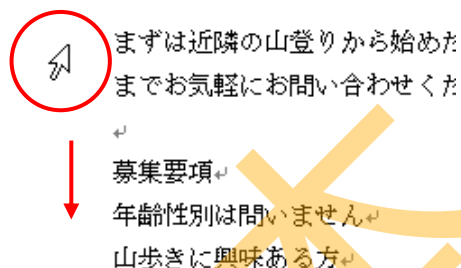 まずは近隣の山登りから始めた
までお気軽にお問い合わせくだ
募集要項
年齢性別は問いません
山歩きに興味ある方